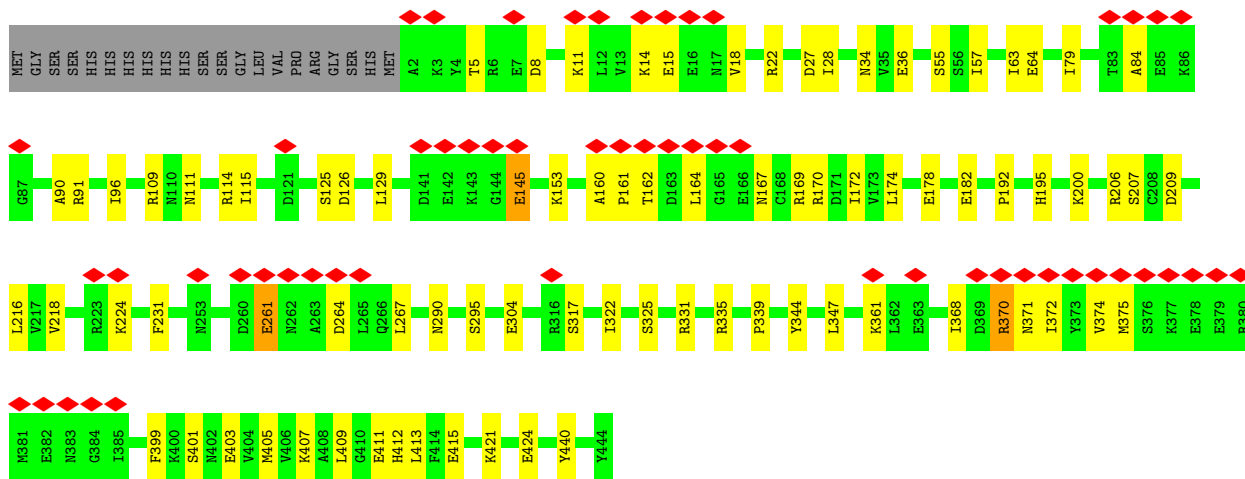 MET GLY SER SER HIS HIS HIS HIS HIS HIS SER SER GLY LEU VAL PRO ARG GLY SER HIS MET A2 K3 Y4 T5 R6 E7 D8 K11 L12 V13 K14 E15 E16 N17 V18 R22 D27 I28 N34 V35 E36 S55 S56 I57 I63 E64 I79 T83 A84 E85 K86
G87 A90 R91 I96 R109 N110 N111 R114 I115 D121 S125 D126 L129 D141 E142 K143 G144 E145 K153 A160 P161 T162 D163 L164 G165 E166 N167 C168 R169 R170 D171 I172 V173 L174 E178 E182 P192 H195 K200 R206 S207 C208 D209
L216 V217 V218 R223 K224 F231 N253 D260 E261 N262 A263 D264 L265 Q266 L267 N290 S295 E304 R316 S317 I322 S325 R331 R335 P339 Y344 L347 K361 L362 E363 I368 D369 R370 N371 I372 Y373 V374 M375 S376 K377 E378 E379
M381 E382 N383 G384 I385 F399 K400 S401 N402 E403 V404 M405 V406 K407 A408 L409 G410 E411 H412 L413 F414 E415 K421 E424 Y440 Y444